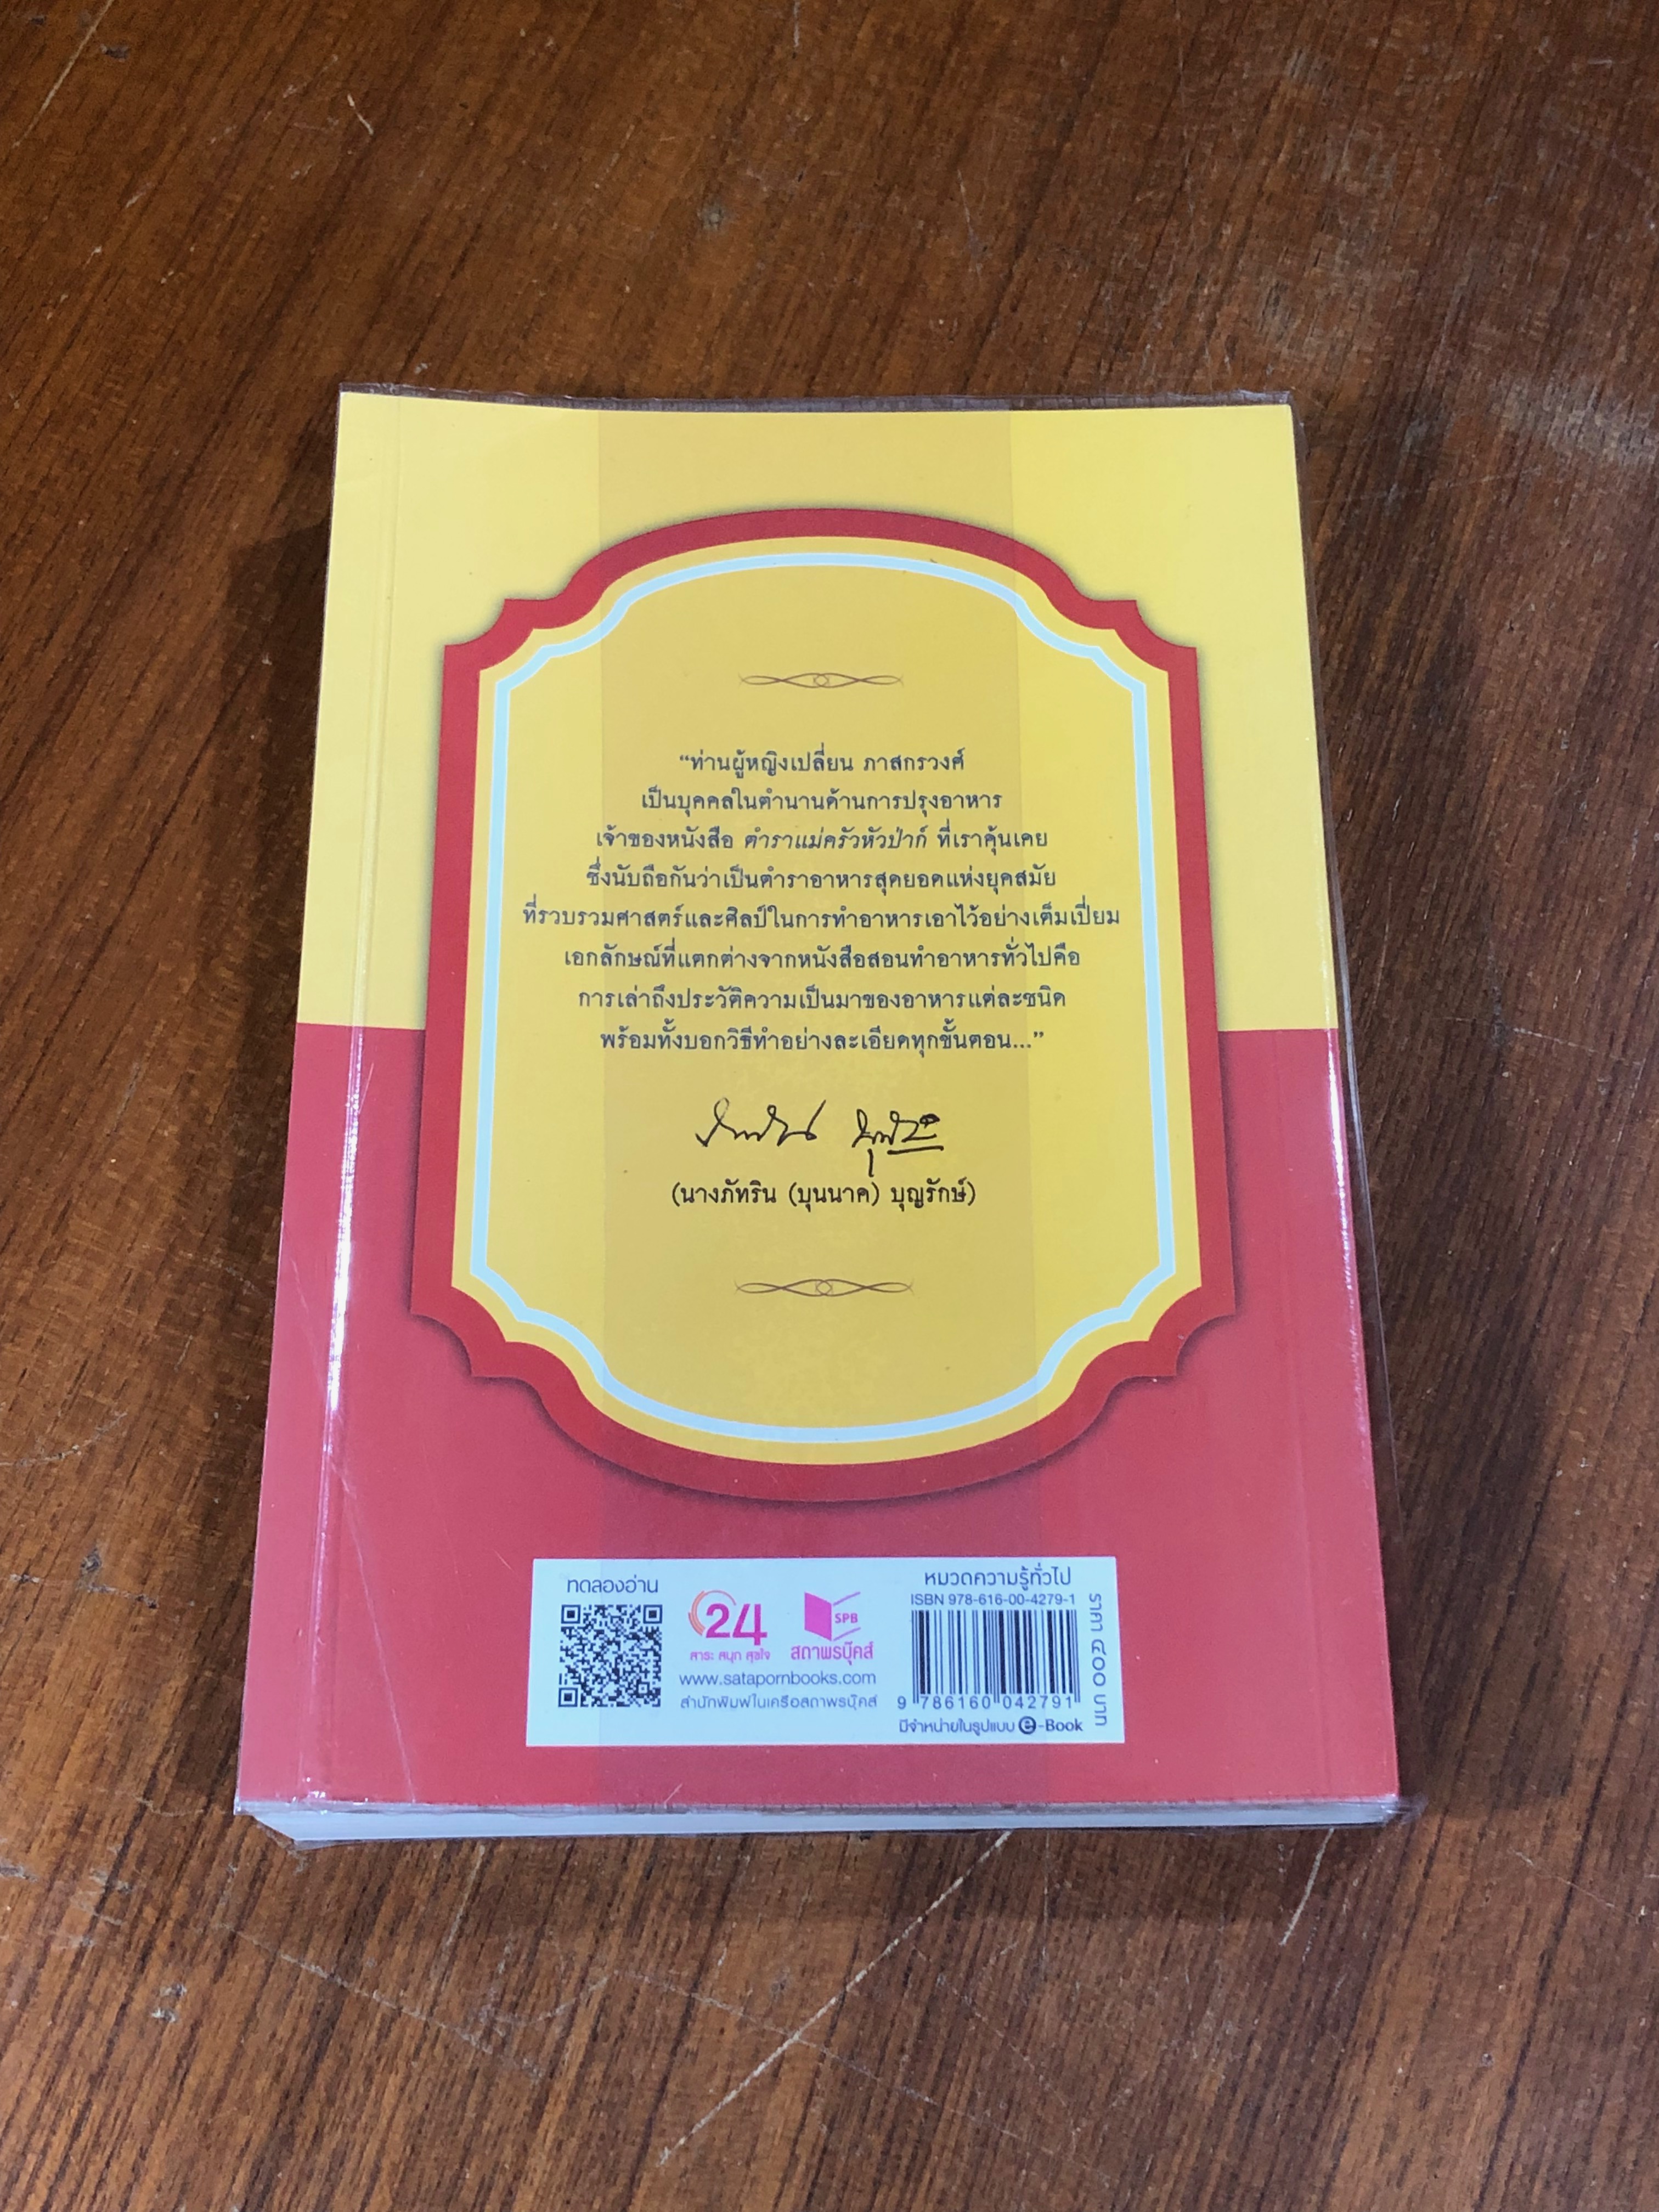 “ท่านผู้หญิงเปลี่ยน ภาสกรวงศ์
เป็นบุคคลในตำนานด้านการปรุงอาหาร
เจ้าของหนังสือ ตำราแม่ครัวหัวป่าก์ ที่เราคุ้นเคย
ซึ่งนับถือกันว่าเป็นตำราอาหารสุดยอดแห่งยุคสมัย
ที่รวบรวมศาสตร์และศิลป์ในการทำอาหารเอาไว้อย่างเต็มเปี่ยม
เอกลักษณ์ที่แตกต่างจากหนังสือสอนทำอาหารทั่วไปคือ
การเล่าถึงประวัติความเป็นมาของอาหารแต่ละชนิด
พร้อมทั้งบอกวิธีทำอย่างละเอียดทุกขั้นตอน...”
(นางภัทริน (บุนนาค) บุญรักษ์)
ทดลองอ่าน
24
สาระ สนุก สุขใจ
SPB
สถาพรบุ๊คส์
www.satapornbooks.com
สำนักพิมพ์ในเครือสถาพรบุ๊คส์
หมวดความรู้ทั่วไป
ISBN 978-616-00-4279-1
9 786160 042791
มีจำหน่ายในรูปแบบ e-Book
ราคา ๔๐๐ บาท